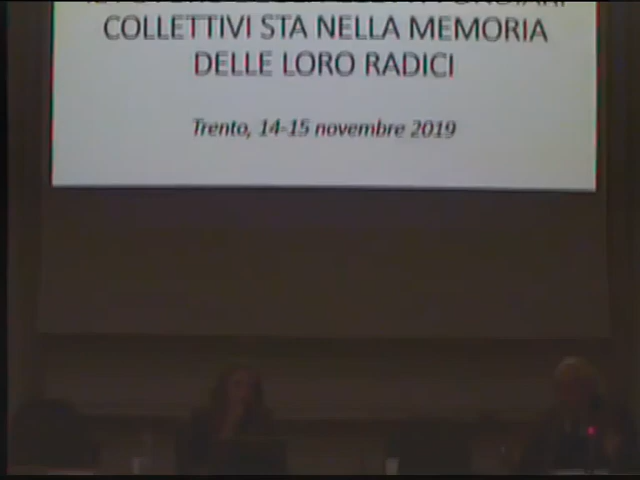 COLLETTIVI STA NELLA MEMORIA
DELLE LORO RADICI
Trento, 14-15 novembre 2019